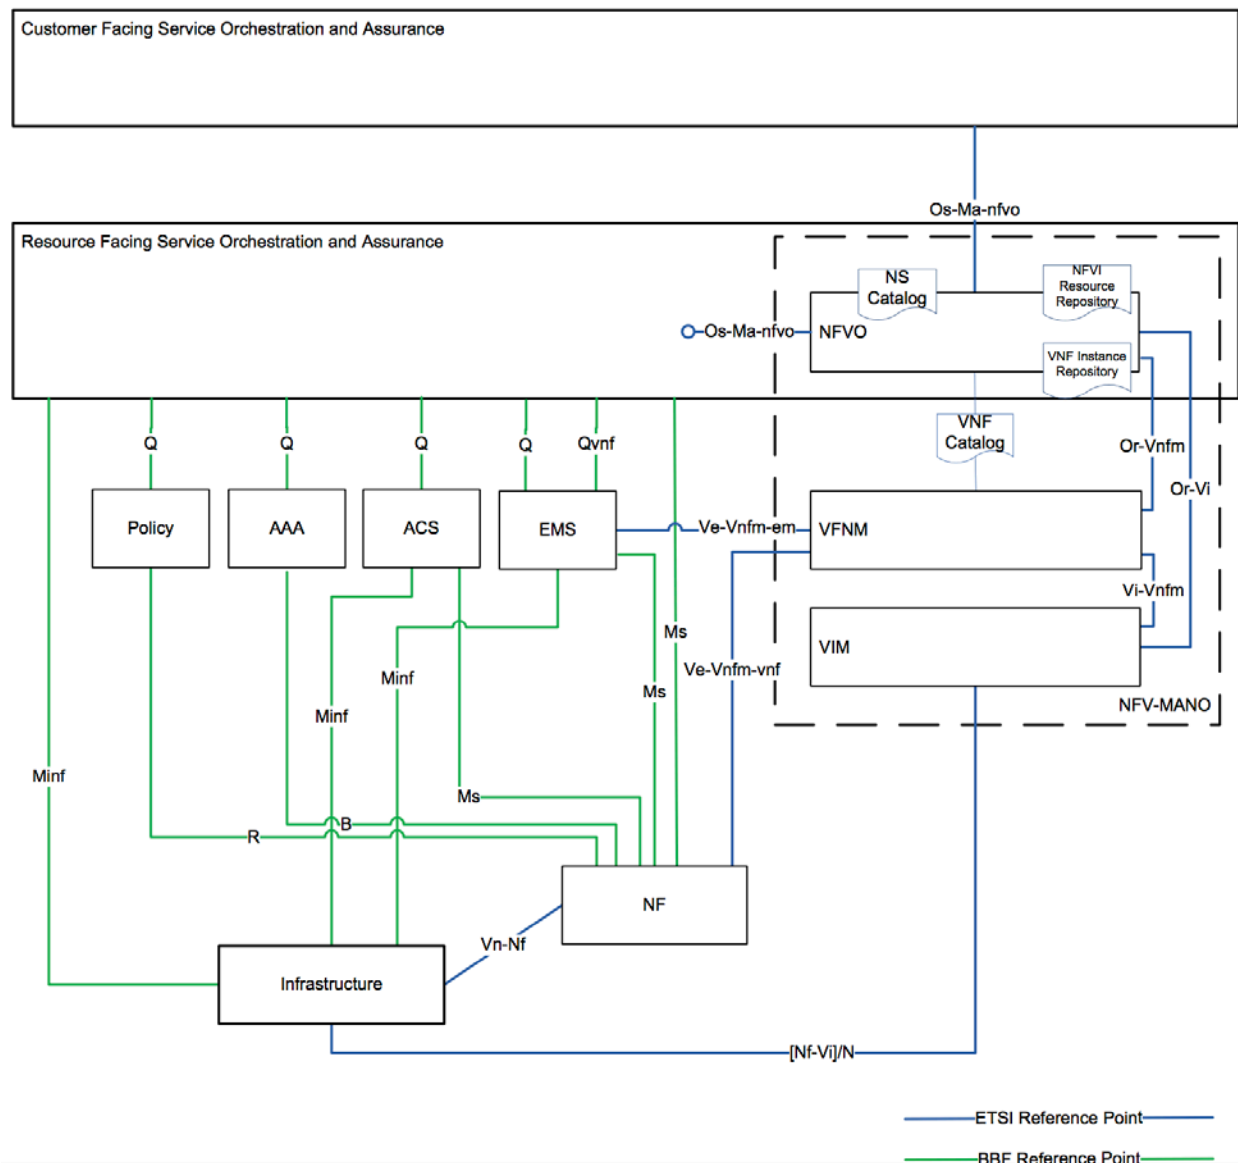 Customer Facing Service Orchestration and Assurance
Os-Ma-nfvo
Resource Facing Service Orchestration and Assurance
NS
Catalog
NFVI
Resource
Repository
Os-Ma-nfvo
NFVO
VNF Instance
Repository
VNF
Catalog
Or-Vnfm
Or-Vi
Q
Q
Q
Q
Qvnf
Policy
AAA
ACS
EMS
Ve-Vnfm-em
VFNM
Vi-Vnfm
Ms
VIM
Ve-Vnfm-vnf
Minf
Ms
NFV-MANO
Minf
Minf
Ms
B
R
NF
Vn-Nf
Infrastructure
[Nf-Vi]/N
ETSI Reference Point
BBF Reference Point